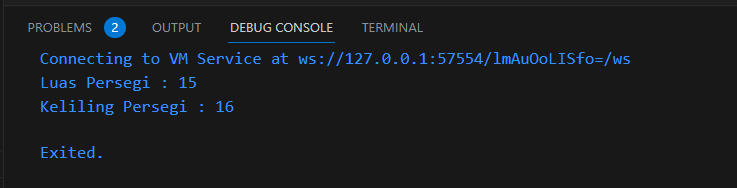 PROBLEMS 2 OUTPUT DEBUG CONSOLE TERMINAL
Connecting to VM Service at ws://127.0.0.1:57554/lmAuOoLISfo=/ws
Luas Persegi : 15
Keliling Persegi : 16
Exited.